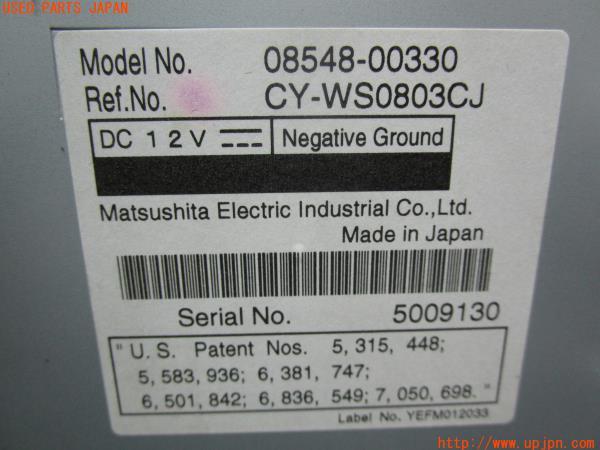 USED PARTS JAPAN
Model No. 08548-00330
Ref.No. CY-WS0803CJ
DC 12V Negative Ground
Matsushita Electric Industrial Co.,Ltd.
Made in Japan
Serial No. 5009130
"U.S. Patent Nos. 5, 315, 448;
5, 583, 936; 6, 381, 747;
6, 501, 842; 6, 836, 549; 7, 050, 698."
Label No. YEFM012033
http://www.upjpn.com/